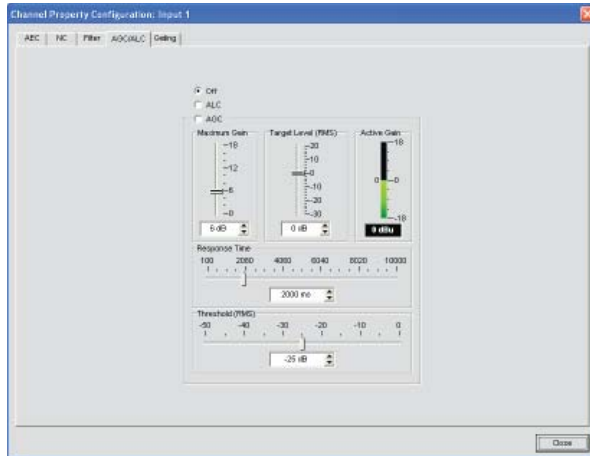 Channel Property Configuration: Input 1
AEC NC Filter AGC/ALC Gating
Off
ALC
AGC
Maximum Gain Target Level (RMS) Active Gain
18 20 18
12 10
6 0 0 0
-10
-20
0 -30 -18
6 dB 0 dB 0 dBu
Response Time
100 2080 4060 6040 8020 10000
2000 ms
Threshold (RMS)
-50 -40 -30 -20 -10 0
-25 dB
Close